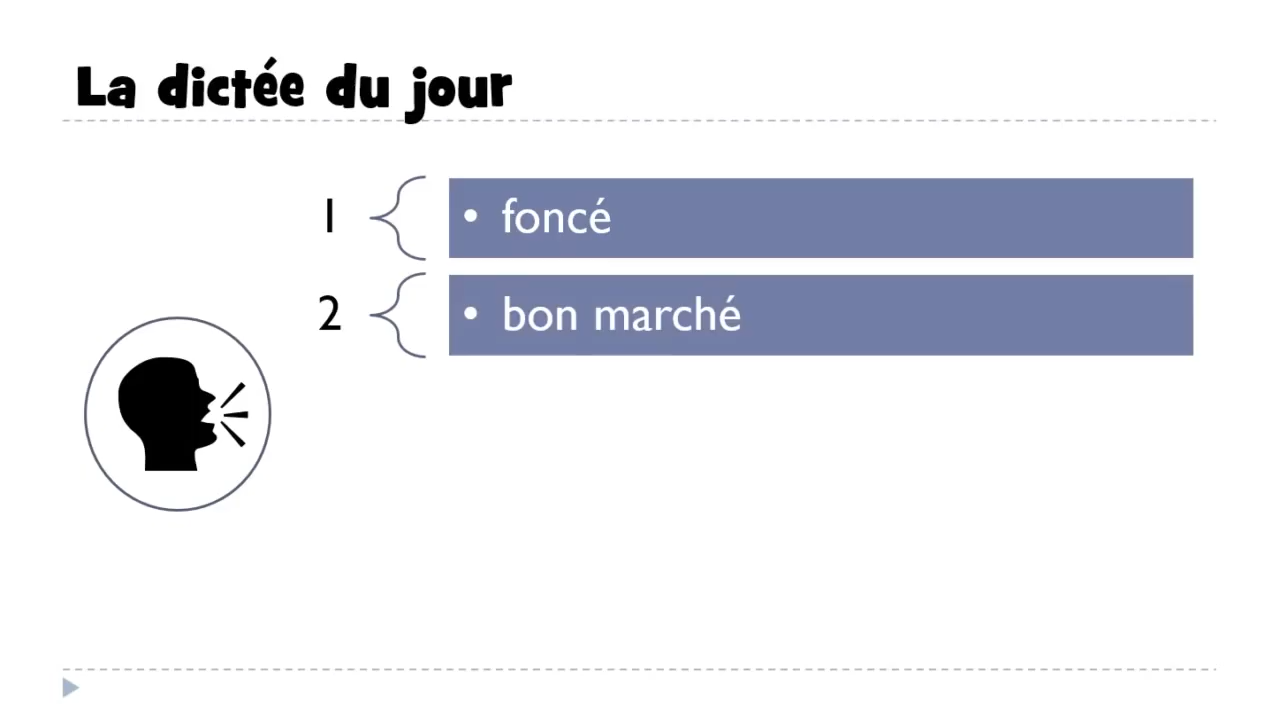 La dictée du jour
1
• foncé
2
• bon marché